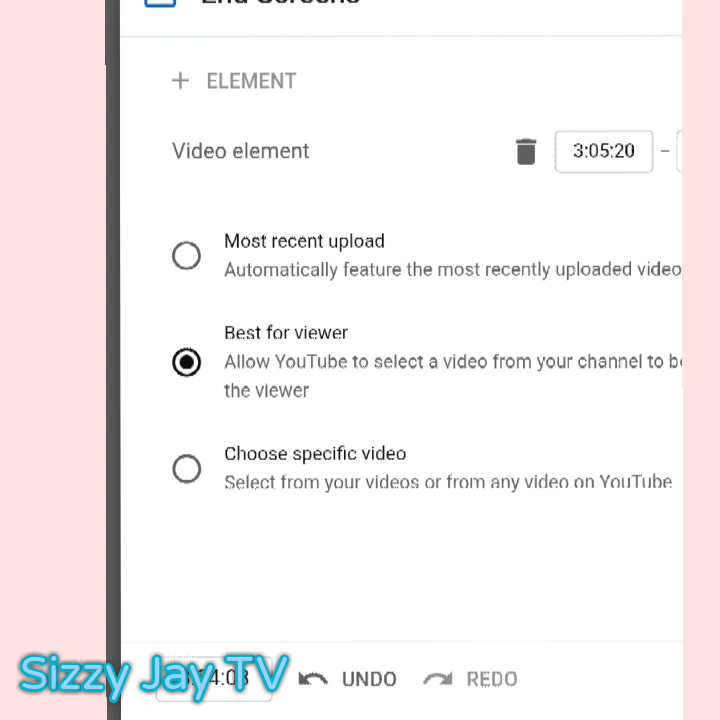 End Screens
+ ELEMENT
Video element 3:05:20 –
Most recent upload
Automatically feature the most recently uploaded video
Best for viewer
Allow YouTube to select a video from your channel to
the viewer
Choose specific video
Select from your videos or from any video on YouTube
Sizzy Jay TV UNDO REDO